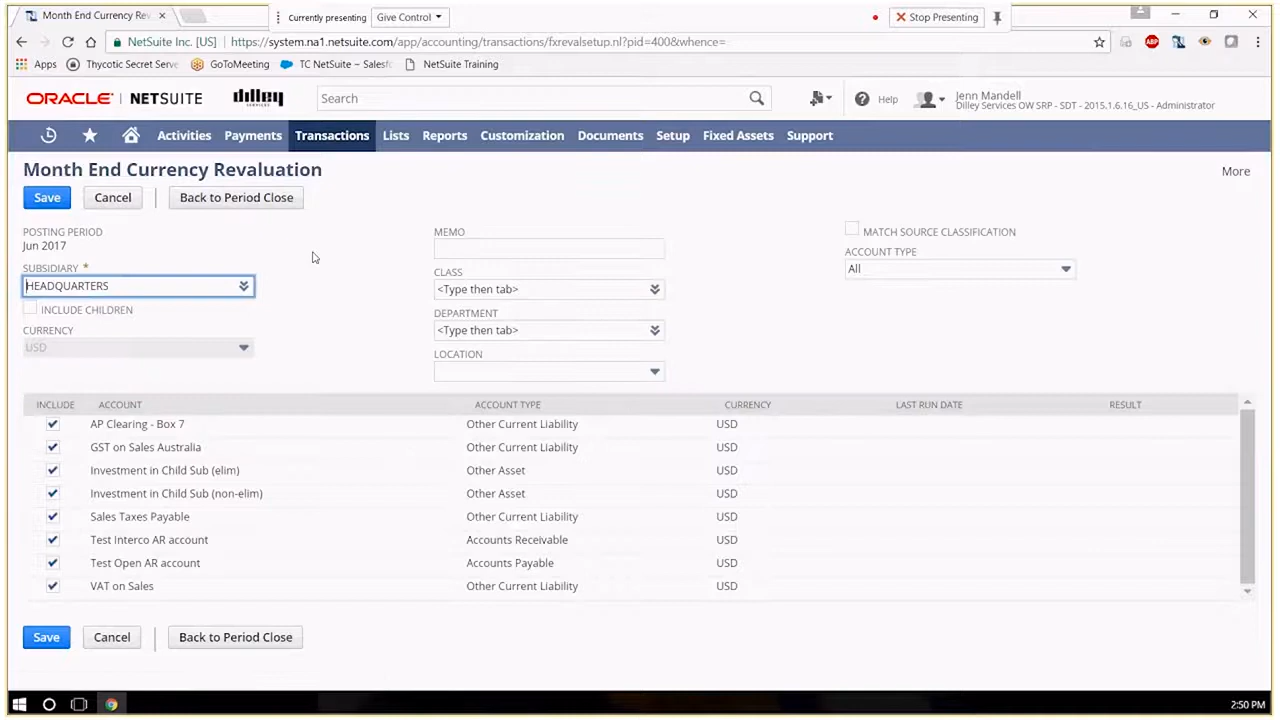 Month End Currency Rev
Currently presenting
Give Control
Stop Presenting
NetSuite Inc. [US]
https://system.na1.netsuite.com/app/accounting/transactions/fxrevalsetup.nl?pid=400&whence=
ABP
Apps
Thycotic Secret Serve
GoToMeeting
TC NetSuite – Salesf
NetSuite Training
ORACLE | NETSUITE
dilley
SERVICES
Search
Help
Jenn Mandell
Dilley Services OW SRP - SDT - 2015.1.6.16_US - Administrator
Activities Payments Transactions Lists Reports Customization Documents Setup Fixed Assets Support
Month End Currency Revaluation
More
Save Cancel Back to Period Close
POSTING PERIOD
Jun 2017
SUBSIDIARY *
HEADQUARTERS
INCLUDE CHILDREN
CURRENCY
USD
MEMO
CLASS
<Type then tab>
DEPARTMENT
<Type then tab>
LOCATION
MATCH SOURCE CLASSIFICATION
ACCOUNT TYPE
All
INCLUDE ACCOUNT ACCOUNT TYPE CURRENCY LAST RUN DATE RESULT
AP Clearing - Box 7 Other Current Liability USD
GST on Sales Australia Other Current Liability USD
Investment in Child Sub (elim) Other Asset USD
Investment in Child Sub (non-elim) Other Asset USD
Sales Taxes Payable Other Current Liability USD
Test Interco AR account Accounts Receivable USD
Test Open AR account Accounts Payable USD
VAT on Sales Other Current Liability USD
Save Cancel Back to Period Close
2:50 PM